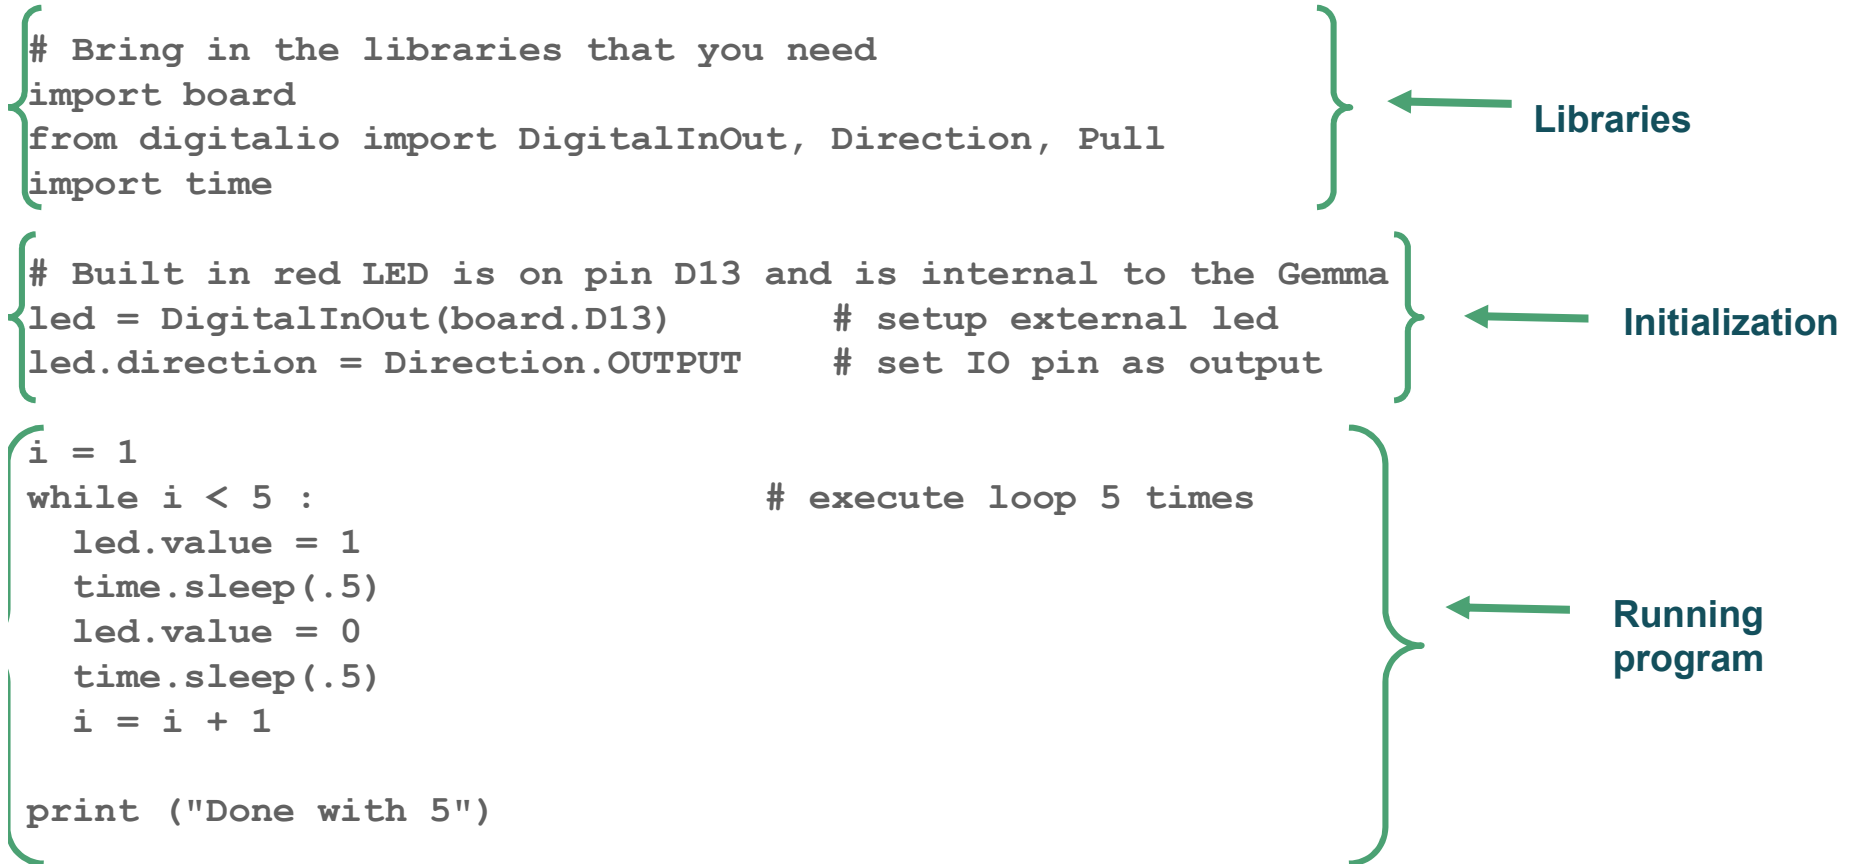 # Bring in the libraries that you need
import board
from digitalio import DigitalInOut, Direction, Pull
import time
Libraries
# Built in red LED is on pin D13 and is internal to the Gemma
led = DigitalInOut(board.D13)       # setup external led
led.direction = Direction.OUTPUT    # set IO pin as output
Initialization
i = 1
while i < 5 :                    # execute loop 5 times
  led.value = 1
  time.sleep(.5)
  led.value = 0
  time.sleep(.5)
  i = i + 1
print ("Done with 5")
Running
program